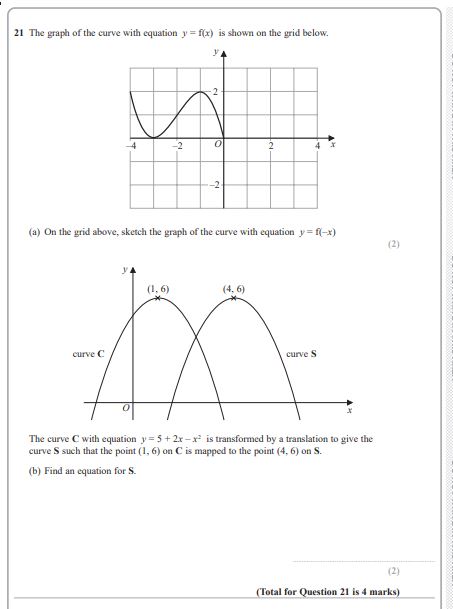 21 The graph of the curve with equation y = f(x) is shown on the grid below.
y
2
-4
-2
O
2
4
x
-2
(a) On the grid above, sketch the graph of the curve with equation y = f(–x)
(2)
y
(1, 6)
(4, 6)
curve C
curve S
O
x
The curve C with equation y = 5 + 2x – x² is transformed by a translation to give the
curve S such that the point (1, 6) on C is mapped to the point (4, 6) on S.
(b) Find an equation for S.
(2)
(Total for Question 21 is 4 marks)